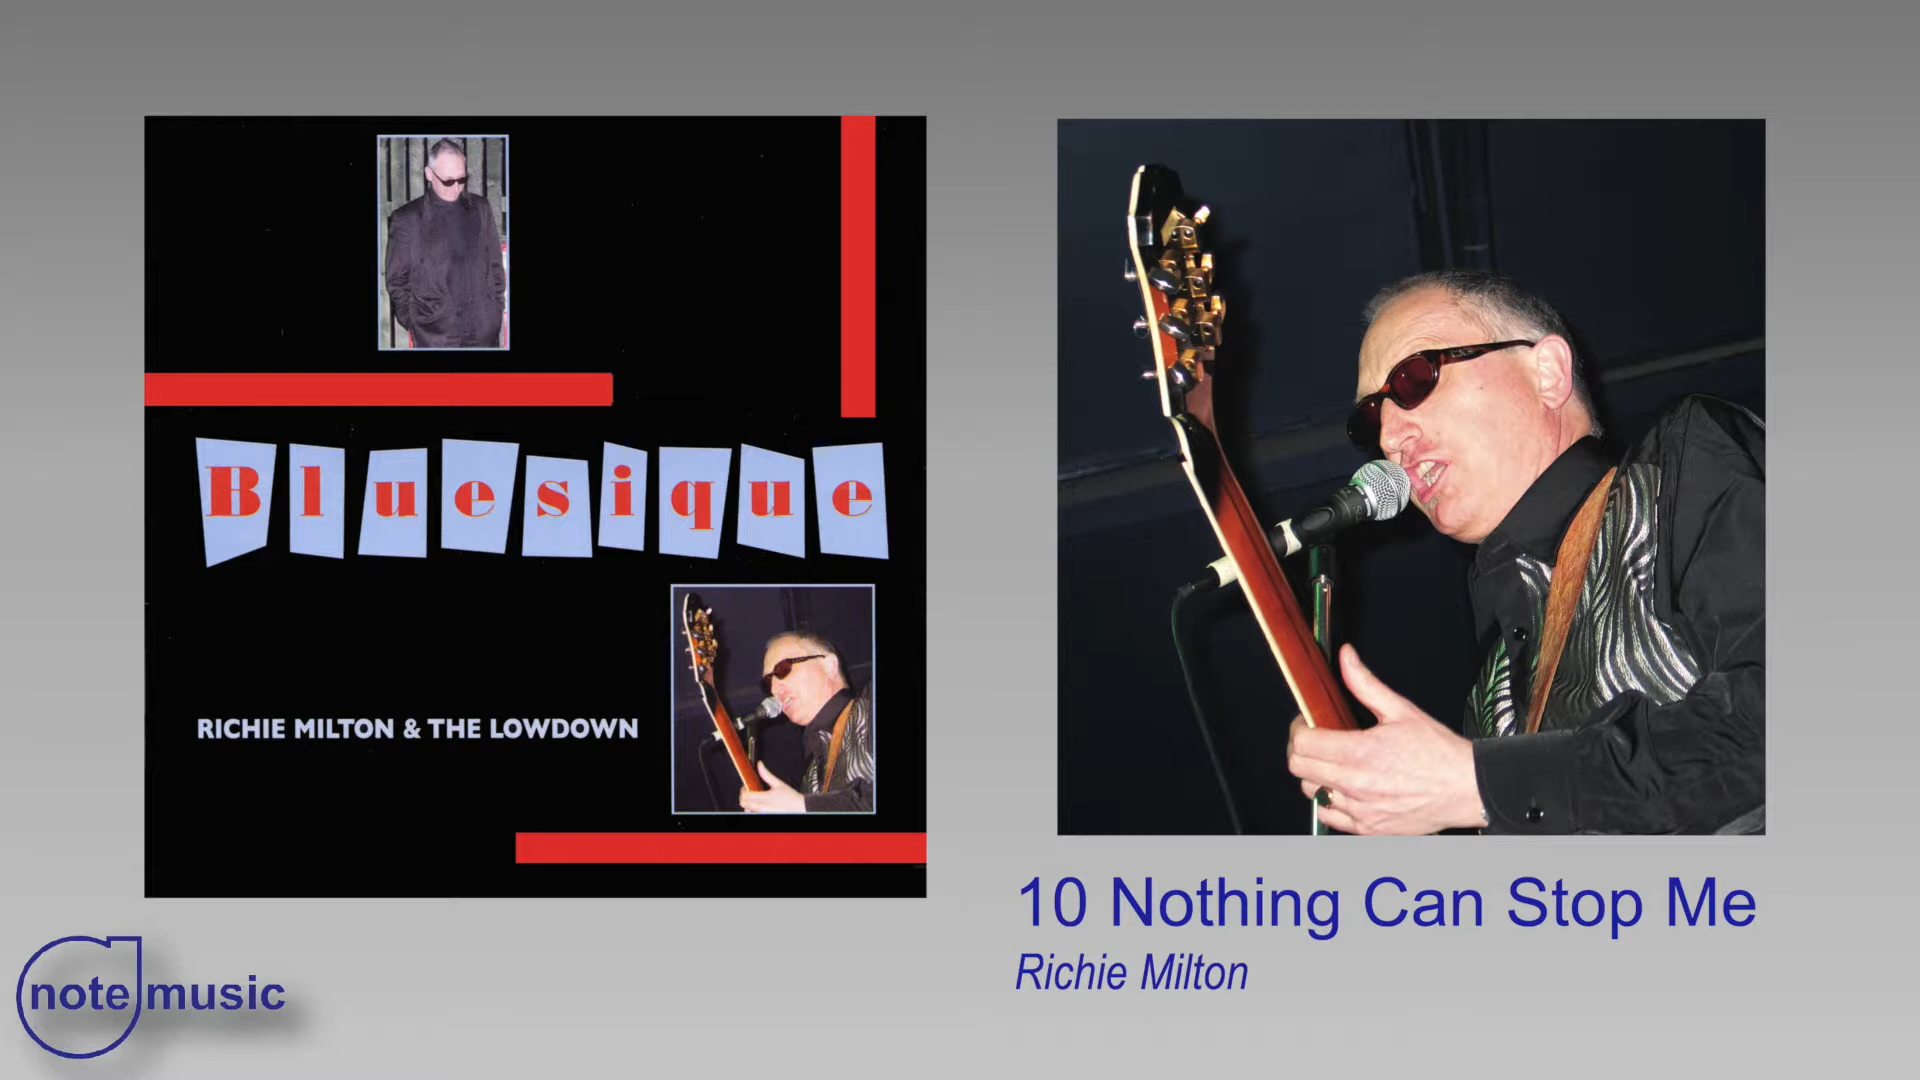 Bluesique
RICHIE MILTON & THE LOWDOWN
10 Nothing Can Stop Me
Richie Milton
note music